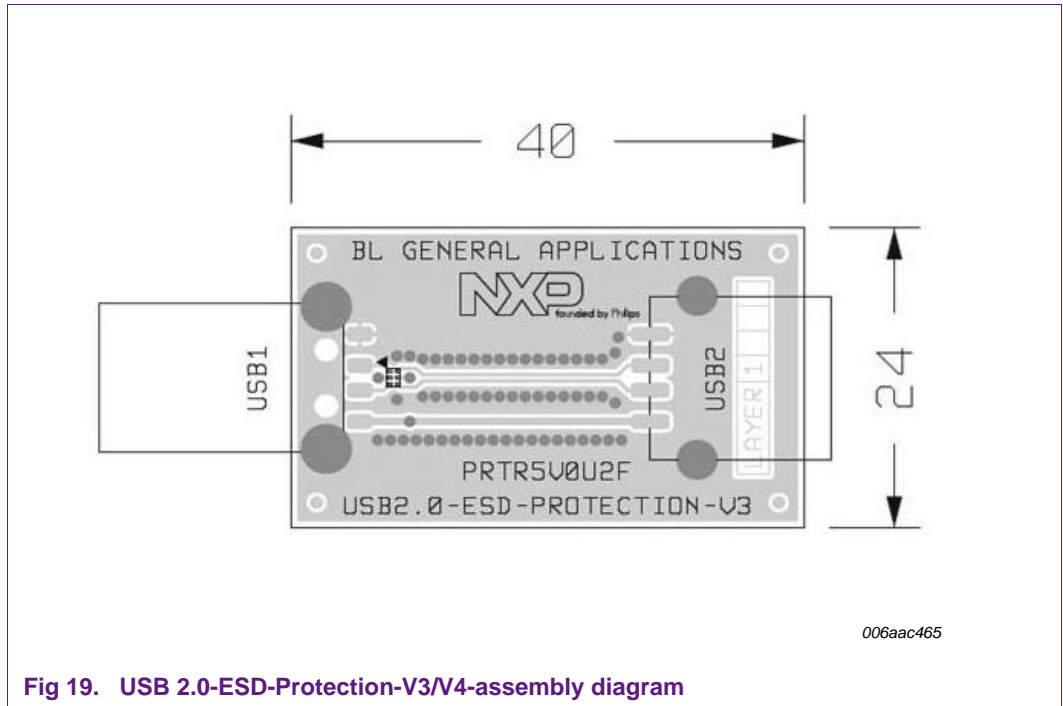 40
BL GENERAL APPLICATIONS
NXP
founded by Philips
USB1
USB2
LAYER 1
24
PRTR5V0U2F
USB2.0-ESD-PROTECTION-V3
006aac465
Fig 19. USB 2.0-ESD-Protection-V3/V4-assembly diagram